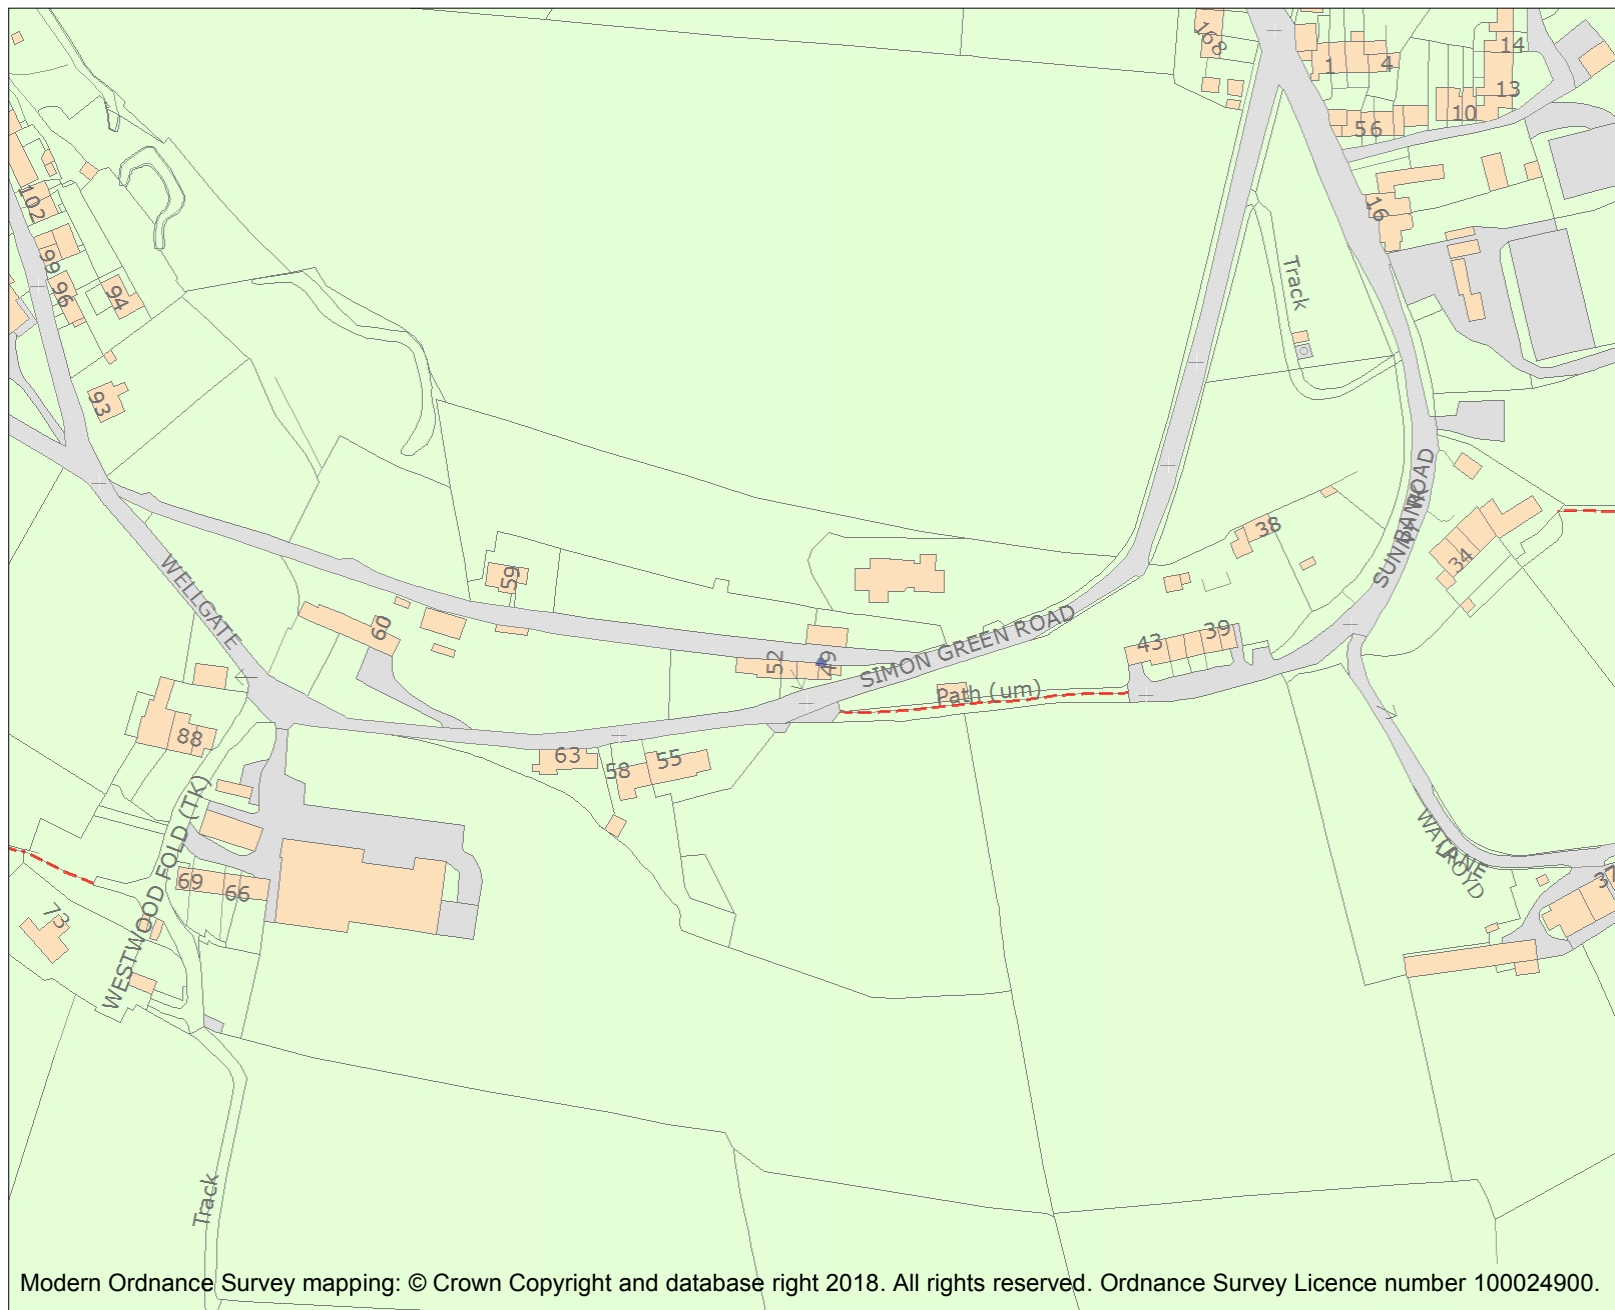 168
1
4
14
13
10
56
16
102
99
96
94
93
Track
38
34
SUNNY BANK ROAD
59
60
WELLGATE
SIMON GREEN ROAD
52
49
43
39
Path (um)
88
63
58
55
WESTWOOD FOLD (TK)
69
66
73
WATROYD
LANE
37
Track
Modern Ordnance Survey mapping: © Crown Copyright and database right 2018. All rights reserved. Ordnance Survey Licence number 100024900.